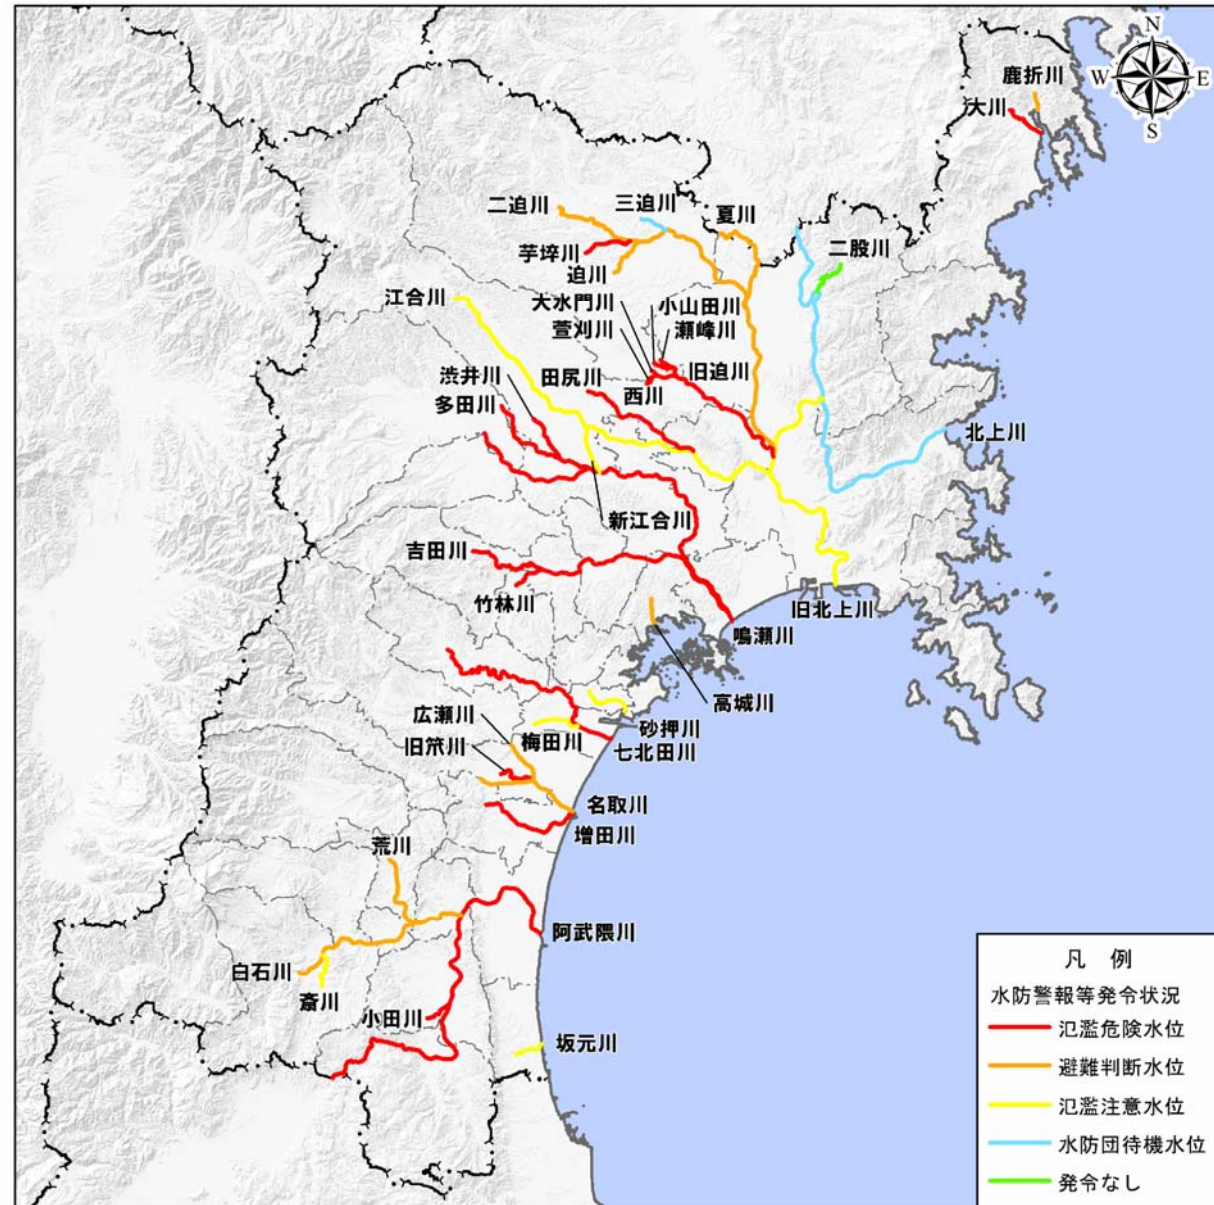 N
W
E
S
鹿折川
大川
二迫川
三迫川
夏川
芋埣川
迫川
二股川
江合川
大水門川
小山田川
萱刈川
瀬峰川
渋井川
田尻川
西川
旧迫川
多田川
北上川
新江合川
吉田川
竹林川
旧北上川
鳴瀬川
高城川
広瀬川
梅田川
砂押川
旧笊川
七北田川
名取川
増田川
荒川
阿武隈川
白石川
斎川
小田川
坂元川
凡 例
水防警報等発令状況
氾濫危険水位
避難判断水位
氾濫注意水位
水防団待機水位
発令なし